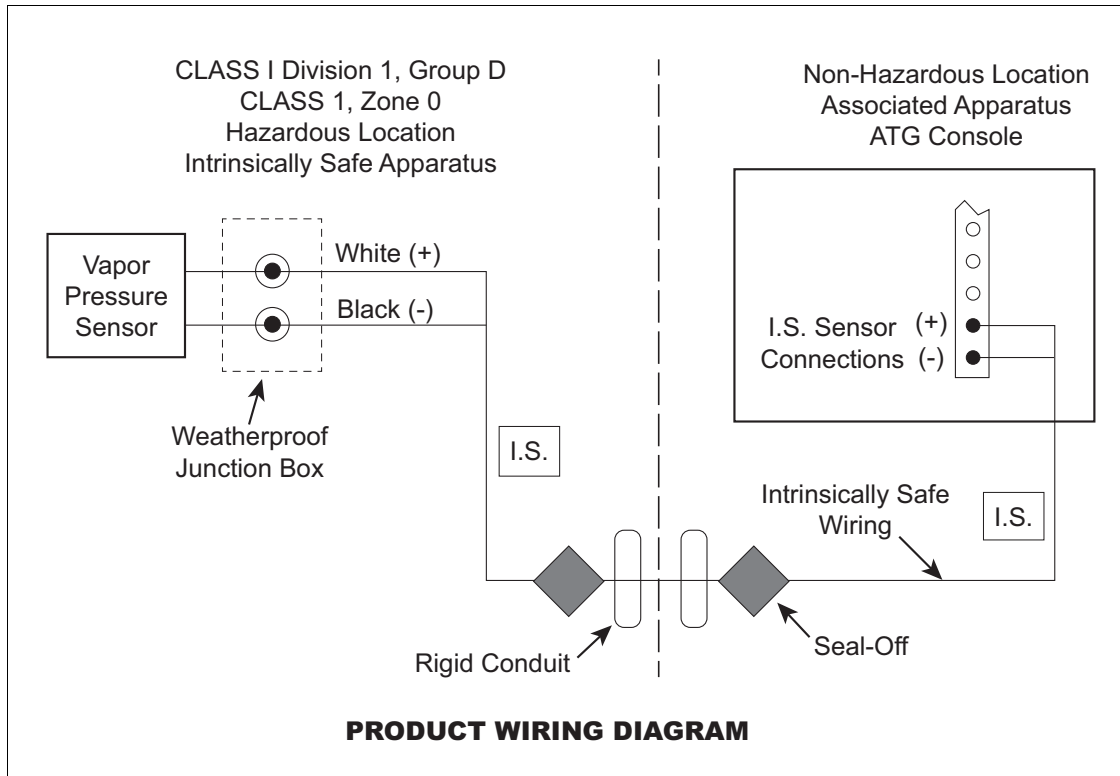 CLASS I Division 1, Group D
CLASS 1, Zone 0
Hazardous Location
Intrinsically Safe Apparatus
Non-Hazardous Location
Associated Apparatus
ATG Console
Vapor
Pressure
Sensor
White (+)
Black (-)
Weatherproof
Junction Box
I.S.
I.S. Sensor (+)
Connections (-)
Intrinsically Safe
Wiring
I.S.
Rigid Conduit
Seal-Off
PRODUCT WIRING DIAGRAM